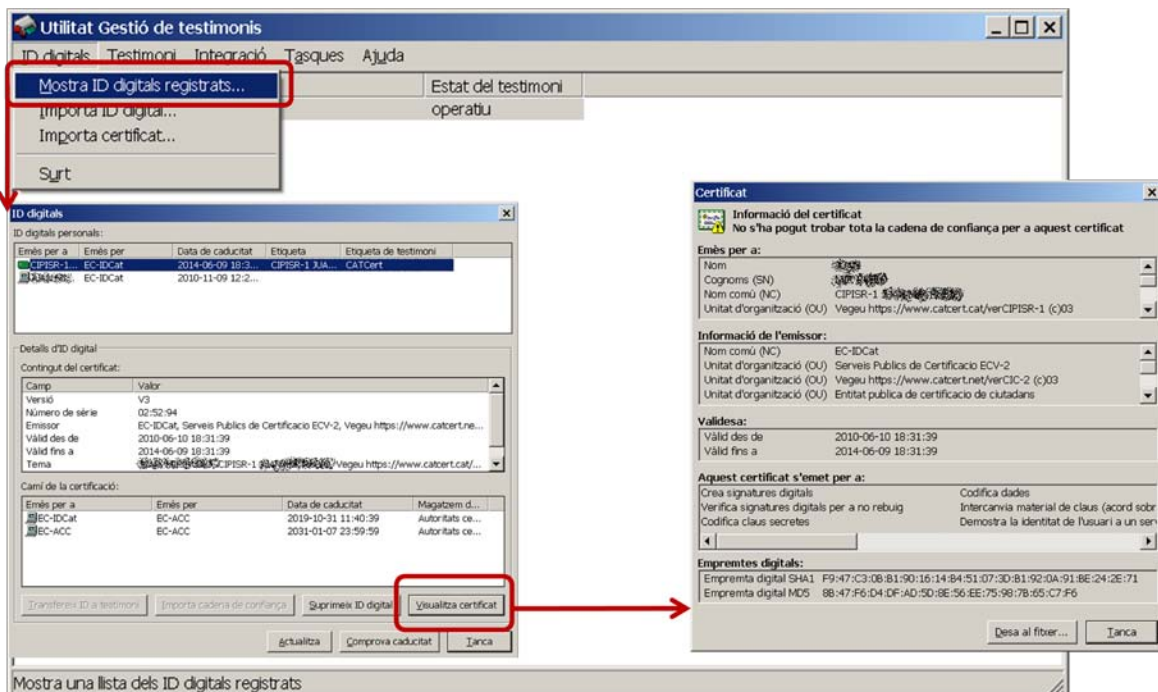 Utilitat Gestió de testimonis
ID digitals Testimoni Integració Tasques Ajuda
Mostra ID digitals registrats...
Estat del testimoni
Importa ID digital...
operatiu
Importa certificat...
Surt
ID digitals
ID digitals personals:
Emès per a Emès per Data de caducitat Etiqueta Etiqueta de testimoni
CIPISR-1... EC-IDCat 2014-06-09 18:3... CIPISR-1 JUA... CATCert
EC-IDCat 2010-11-09 12:2...
Detalls d'ID digital
Contingut del certificat:
Camp Valor
Versió V3
Número de sèrie 02:52:94
Emissor EC-IDCat, Serveis Publics de Certificacio ECV-2, Vegeu https://www.catcert.ne...
Vàlid des de 2010-06-10 18:31:39
Vàlid fins a 2014-06-09 18:31:39
Tema CIPISR-1 Vegeu https://www.catcert.cat/...
Camí de la certificació:
Emès per a Emès per Data de caducitat Magatzem d...
EC-IDCat EC-ACC 2019-10-31 11:40:39 Autoritats ce...
EC-ACC EC-ACC 2031-01-07 23:59:59 Autoritats ce...
Transfereix ID a testimoni Importa cadena de confiança Suprimeix ID digital Visualitza certificat
Actualitza Comprova caducitat Tanca
Certificat
Informació del certificat
No s'ha pogut trobar tota la cadena de confiança per a aquest certificat
Emès per a:
Nom
Cognoms (SN)
Nom comú (NC) CIPISR-1
Unitat d'organització (OU) Vegeu https://www.catcert.cat/verCIPISR-1 (c)03
Informació de l'emissor:
Nom comú (NC) EC-IDCat
Unitat d'organització (OU) Serveis Publics de Certificacio ECV-2
Unitat d'organització (OU) Vegeu https://www.catcert.net/verCIC-2 (c)03
Unitat d'organització (OU) Entitat publica de certificacio de ciutadans
Validesa:
Vàlid des de 2010-06-10 18:31:39
Vàlid fins a 2014-06-09 18:31:39
Aquest certificat s'emet per a:
Crea signatures digitals Codifica dades
Verifica signatures digitals per a no rebuig Intercanvia material de claus (acord sobr
Codifica claus secretes Demostra la identitat de l'usuari a un serv
Empremtes digitals:
Empremta digital SHA1 F9:47:C3:0B:B1:90:16:14:B4:51:07:3D:B1:92:0A:91:BE:24:2E:71
Empremta digital MD5 8B:47:F6:D4:DF:AD:5D:8E:56:EE:75:98:7B:65:C7:F6
Desa al fitxer... Tanca
Mostra una llista dels ID digitals registrats